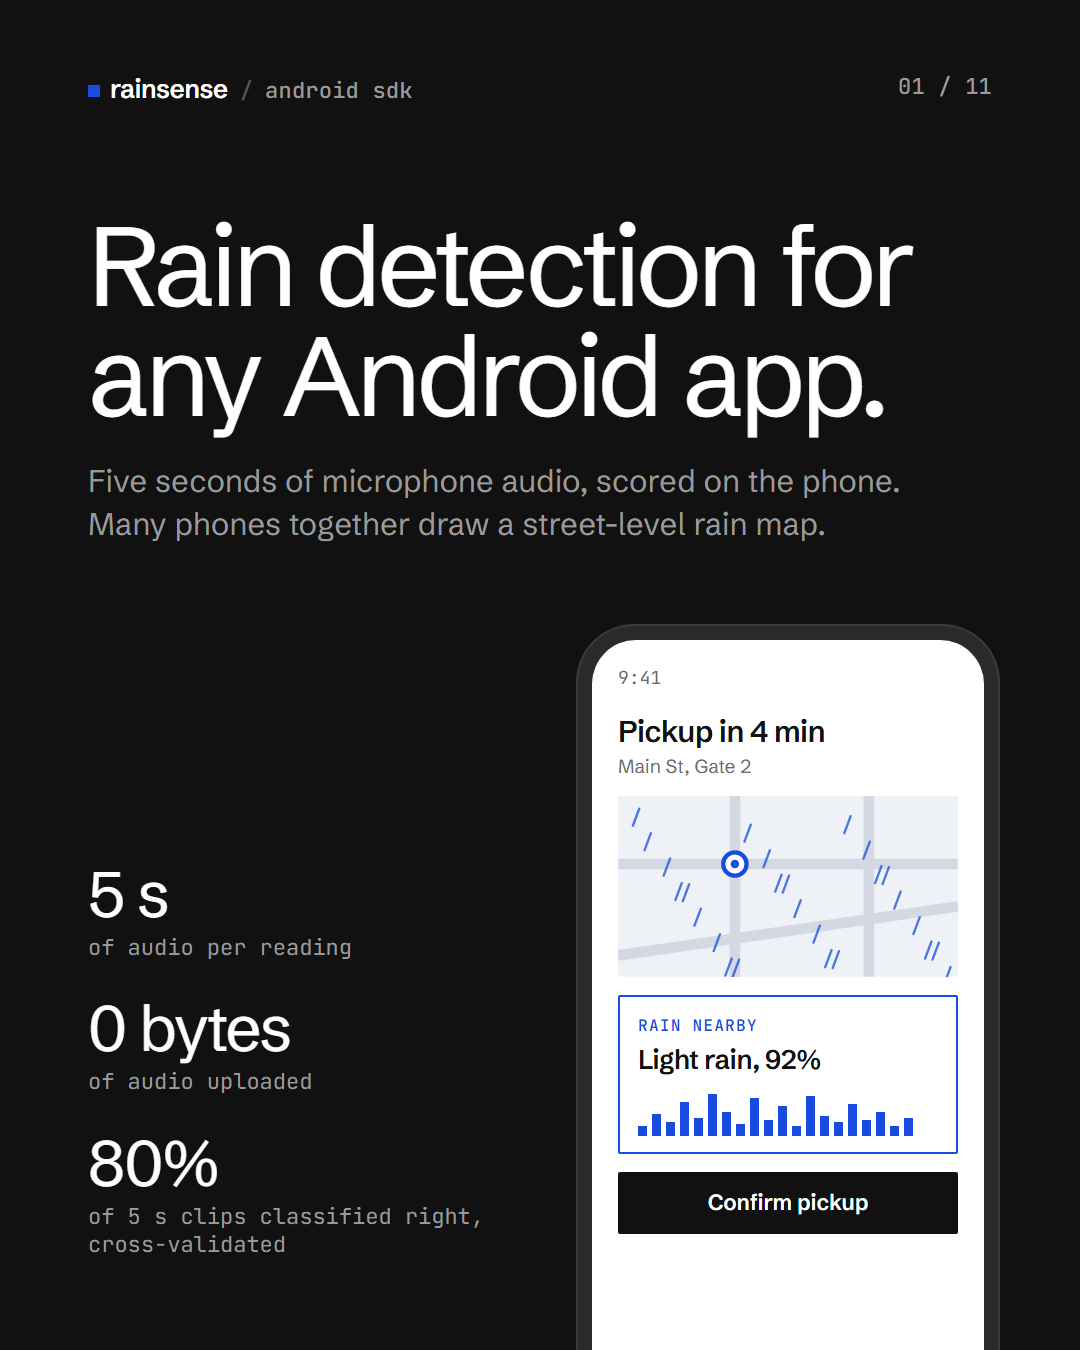 rainsense / android sdk
01 / 11
Rain detection for
any Android app.
Five seconds of microphone audio, scored on the phone.
Many phones together draw a street-level rain map.
5 s
of audio per reading
0 bytes
of audio uploaded
80%
of 5 s clips classified right,
cross-validated
9:41
Pickup in 4 min
Main St, Gate 2
RAIN NEARBY
Light rain, 92%
Confirm pickup